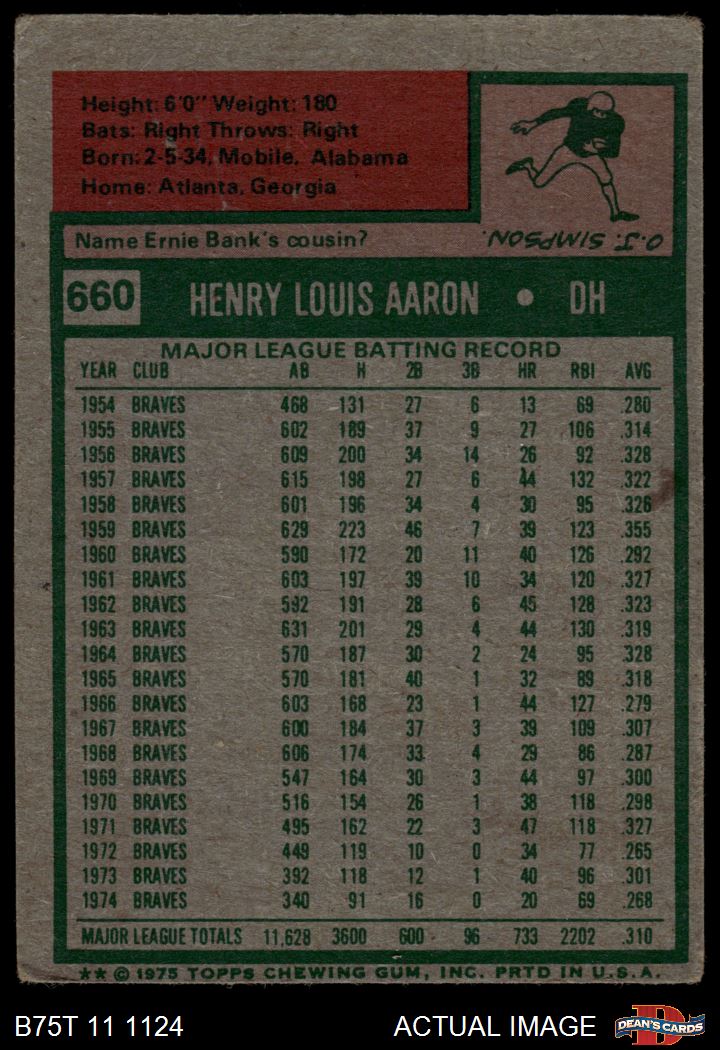 Height: 6'0" Weight: 180
Bats: Right Throws: Right
Born: 2-5-34, Mobile, Alabama
Home: Atlanta, Georgia
Name Ernie Bank's cousin?
O.J. SIMPSON.
660 HENRY LOUIS AARON • DH
MAJOR LEAGUE BATTING RECORD
YEAR CLUB AB H 2B 3B HR RBI AVG
1954 BRAVES 468 131 27 6 13 69 .280
1955 BRAVES 602 189 37 9 27 106 .314
1956 BRAVES 609 200 34 14 26 92 .328
1957 BRAVES 615 198 27 6 44 132 .322
1958 BRAVES 601 196 34 4 30 95 .326
1959 BRAVES 629 223 46 7 39 123 .355
1960 BRAVES 590 172 20 11 40 126 .292
1961 BRAVES 603 197 39 10 34 120 .327
1962 BRAVES 592 191 28 6 45 128 .323
1963 BRAVES 631 201 29 4 44 130 .319
1964 BRAVES 570 187 30 2 24 95 .328
1965 BRAVES 570 181 40 1 32 89 .318
1966 BRAVES 603 168 23 1 44 127 .279
1967 BRAVES 600 184 37 3 39 109 .307
1968 BRAVES 606 174 33 4 29 86 .287
1969 BRAVES 547 164 30 3 44 97 .300
1970 BRAVES 516 154 26 1 38 118 .298
1971 BRAVES 495 162 22 3 47 118 .327
1972 BRAVES 449 119 10 0 34 77 .265
1973 BRAVES 392 118 12 1 40 96 .301
1974 BRAVES 340 91 16 0 20 69 .268
MAJOR LEAGUE TOTALS 11,628 3600 600 96 733 2202 .310
** © 1975 TOPPS CHEWING GUM, INC. PRTD IN U.S.A.
B75T 11 1124 ACTUAL IMAGE DEAN'S CARDS